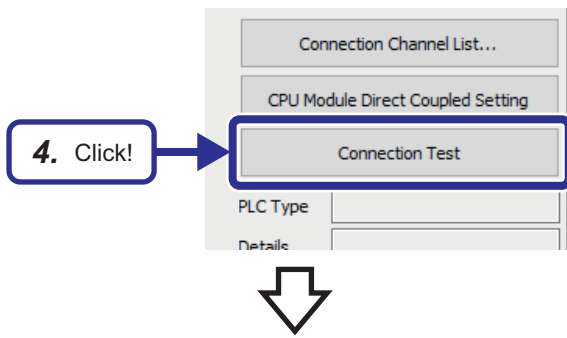 Connection Channel List...
CPU Module Direct Coupled Setting
4. Click!
Connection Test
PLC Type
Details